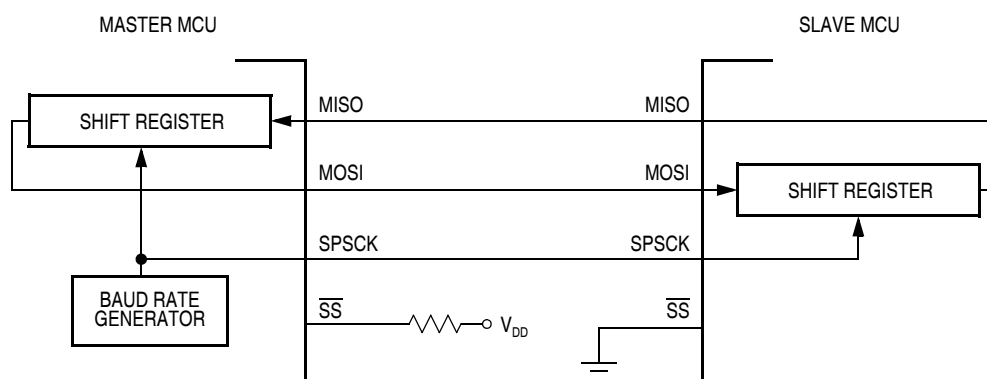 MASTER MCU
SLAVE MCU
SHIFT REGISTER
MISO
MISO
MOSI
MOSI
SHIFT REGISTER
SPSCK
SPSCK
BAUD RATE
GENERATOR
SS
VDD
SS